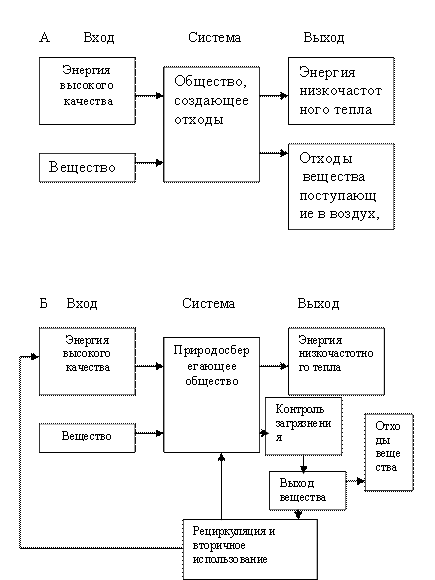 А Вход Система Выход
Энергия
высокого
качества
Общество,
создающее
отходы
Энергия
низкочастот
ного тепла
Вещество
Отходы
вещества
поступающ
ие в воздух,
Б Вход Система Выход
Энергия
высокого
качества
Природосбер
егающее
общество
Энергия
низкочастотно
го тепла
Вещество
Контроль
загрязнени
я
Отхо
ды
веще
ства
Выход
вещества
Рециркуляция и
вторичное
использование